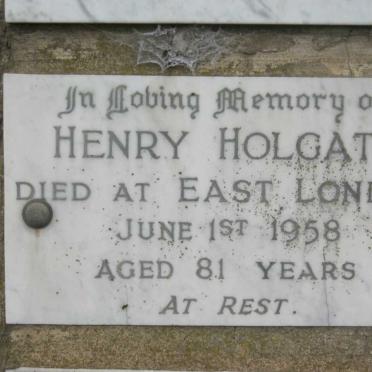 In Loving Memory o
HENRY HOLGAT
DIED AT EAST LON
JUNE 1ST 1958
AGED 81 YEARS
AT REST.